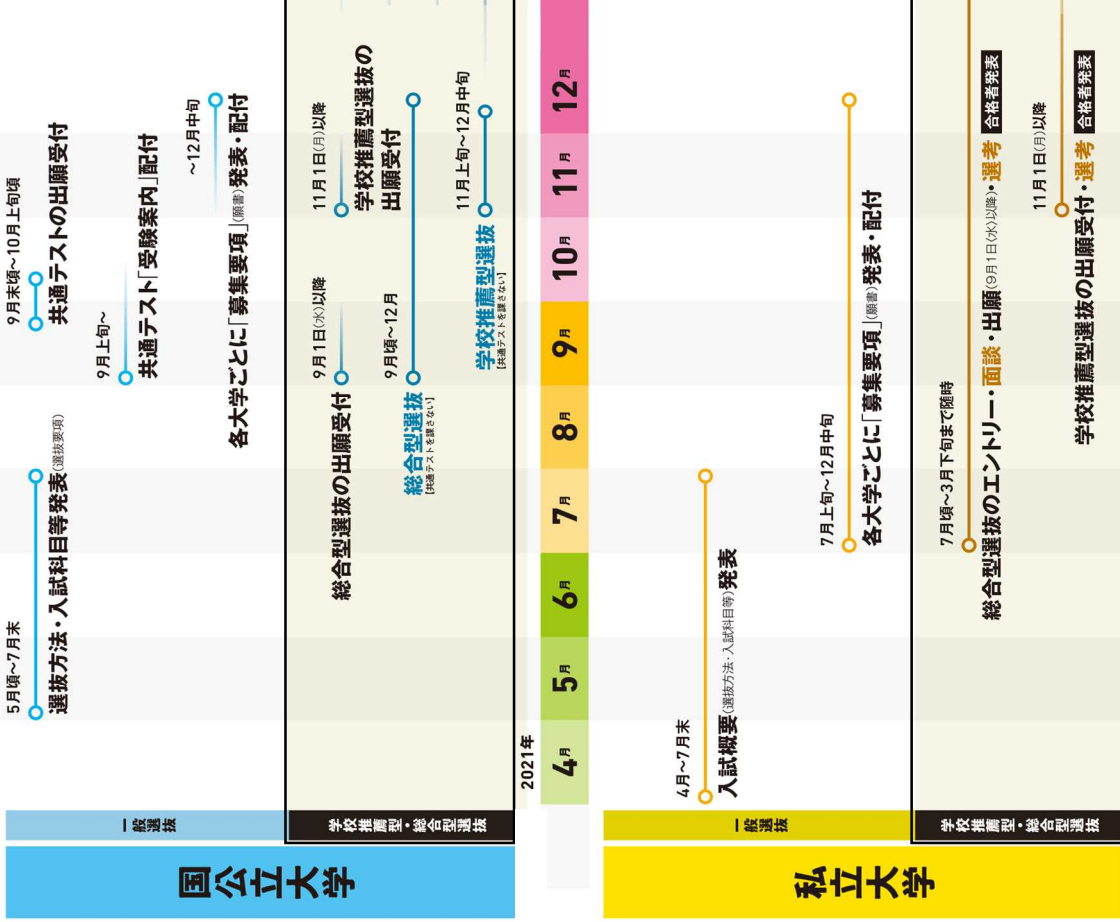 国公立大学
一般選抜
5月頃〜7月末
選抜方法・入試科目等発表(選抜要項)
9月末頃〜10月上旬頃
共通テストの出願受付
9月上旬〜
共通テスト「受験案内」配付
〜12月中旬
各大学ごとに「募集要項」(願書)発表・配付
学校推薦型・総合型選抜
9月1日(水)以降
総合型選抜の出願受付
11月1日(月)以降
学校推薦型選抜の
出願受付
9月頃〜12月
総合型選抜
[共通テストを課さない]
11月上旬〜12月中旬
学校推薦型選抜
[共通テストを課さない]
2021年
4月
5月
6月
7月
8月
9月
10月
11月
12月
私立大学
一般選抜
4月〜7月末
入試概要(選抜方法・入試科目等)発表
7月上旬〜12月中旬
各大学ごとに「募集要項」(願書)発表・配付
学校推薦型・総合型選抜
7月頃〜3月下旬まで随時
総合型選抜のエントリー・面談・出願(9月1日〈水〉以降)・選考 合格者発表
11月1日(月)以降
学校推薦型選抜の出願受付・選考 合格者発表